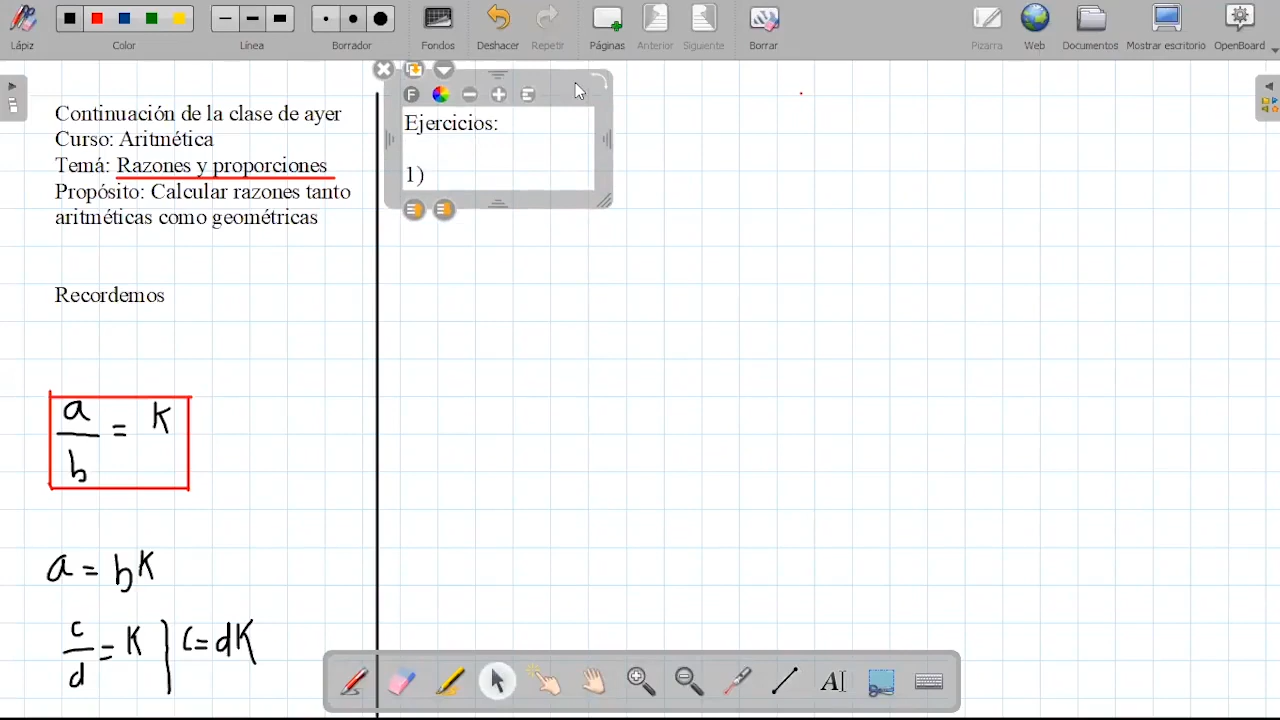 Lápiz
Color
Línea
Borrador
Fondos
Deshacer
Repetir
Páginas
Anterior
Siguiente
Borrar
Pizarra
Web
Documentos
Mostrar escritorio
OpenBoard
Continuación de la clase de ayer
Curso: Aritmética
Temá: Razones y proporciones
Propósito: Calcular razones tanto
aritméticas como geométricas
Recordemos
a/b = K
a = bK
c/d = K | c = dK
F
Ejercicios:
1)
A